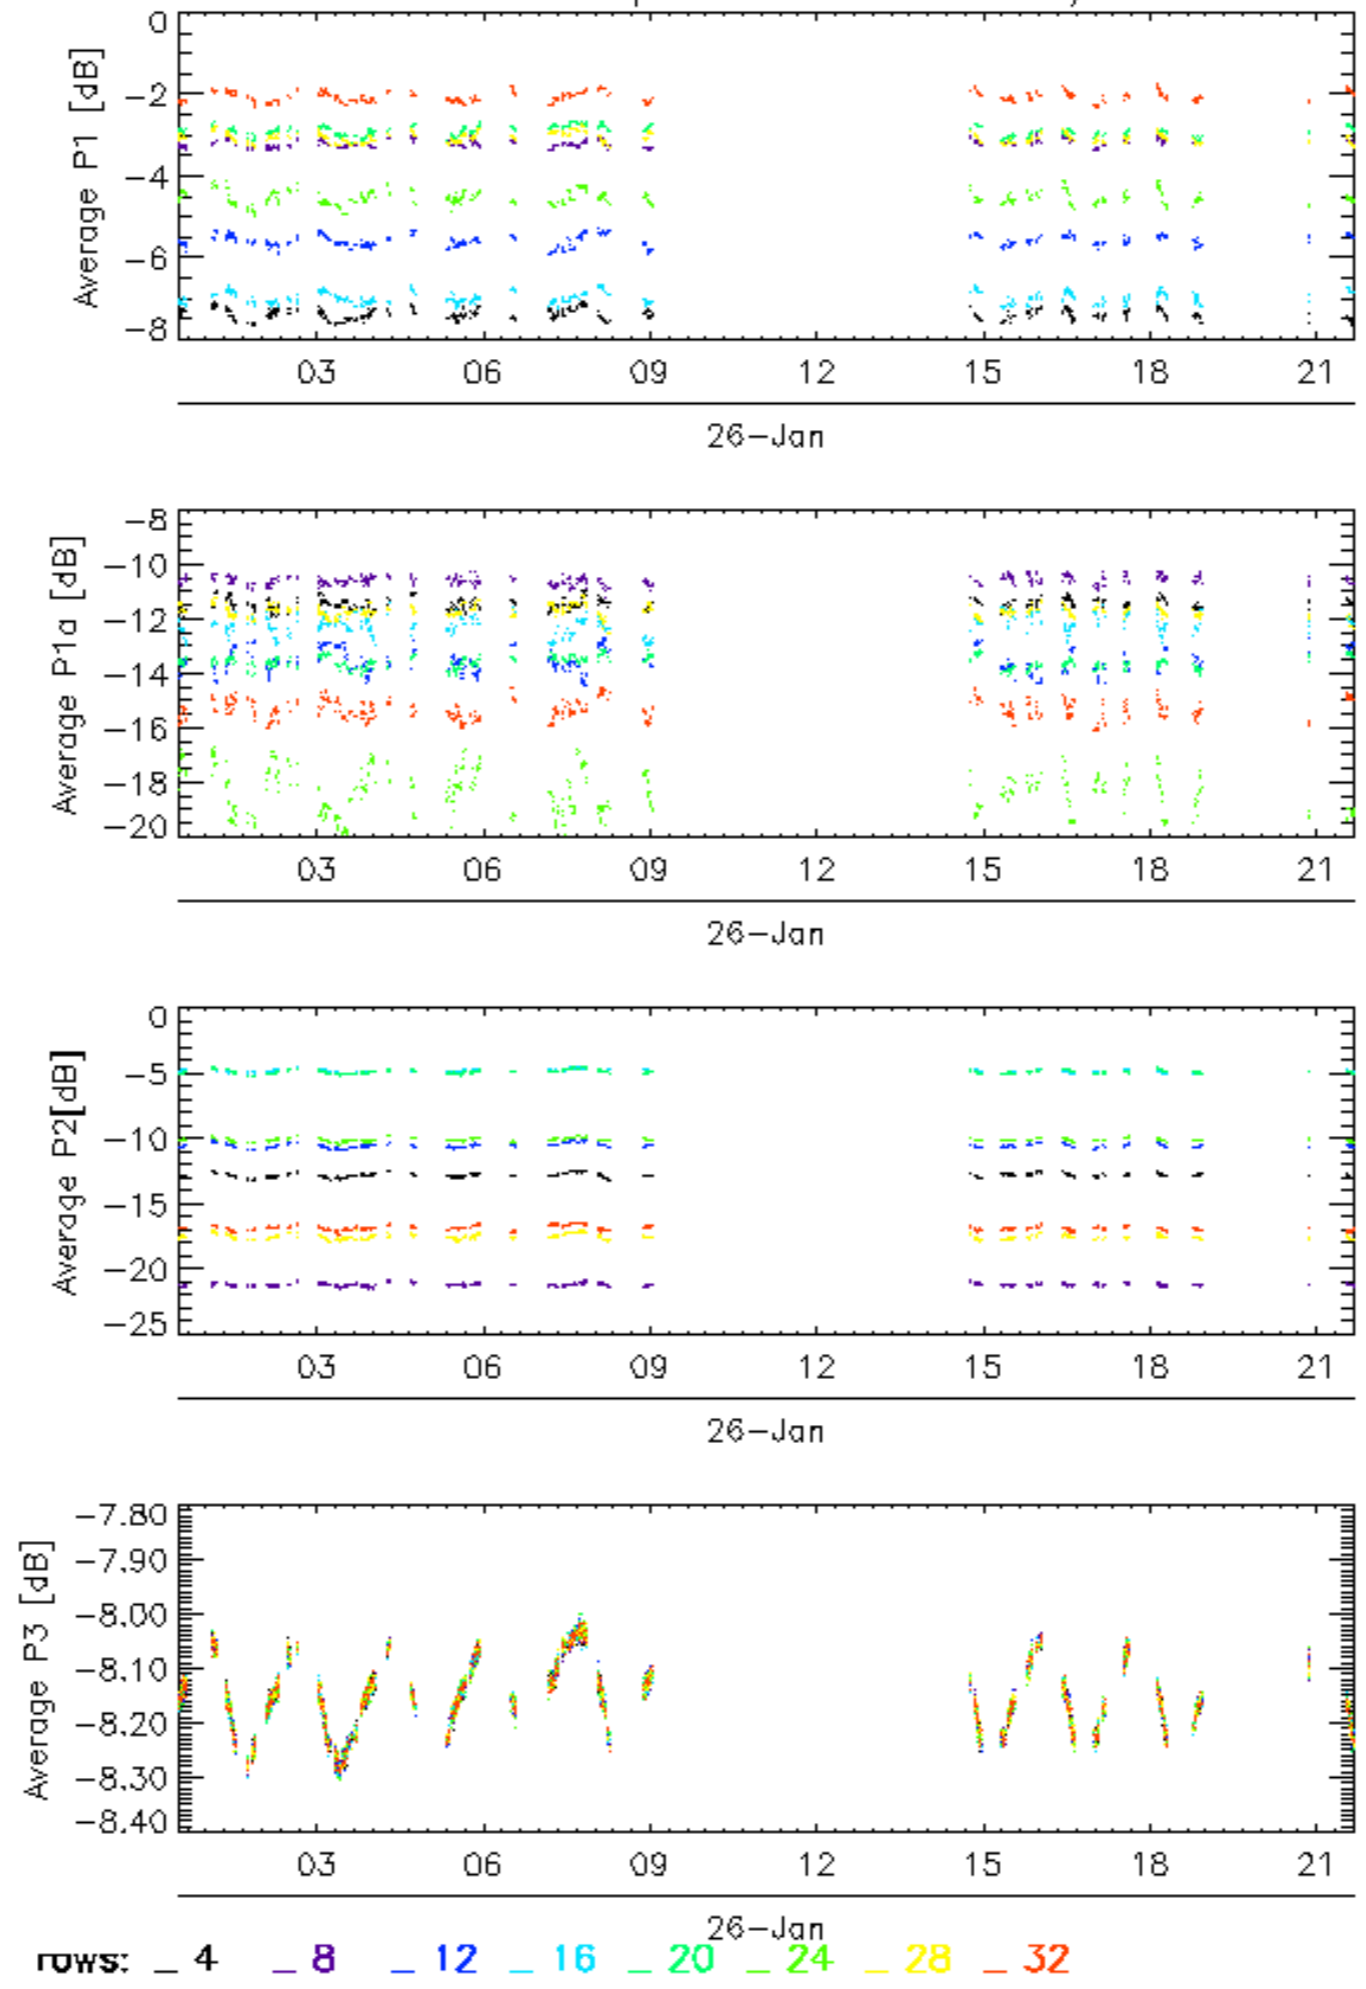 0
-2
-4
-6
-8
Average P1 [dB]
03 06 09 12 15 18 21
26-Jan
-8
-10
-12
-14
-16
-18
-20
Average P1a [dB]
03 06 09 12 15 18 21
26-Jan
0
-5
-10
-15
-20
-25
Average P2[dB]
03 06 09 12 15 18 21
26-Jan
-7.80
-7.90
-8.00
-8.10
-8.20
-8.30
-8.40
Average P3 [dB]
03 06 09 12 15 18 21
26-Jan
rows: _ 4 _ 8 _ 12 _ 16 _ 20 _ 24 _ 28 _ 32